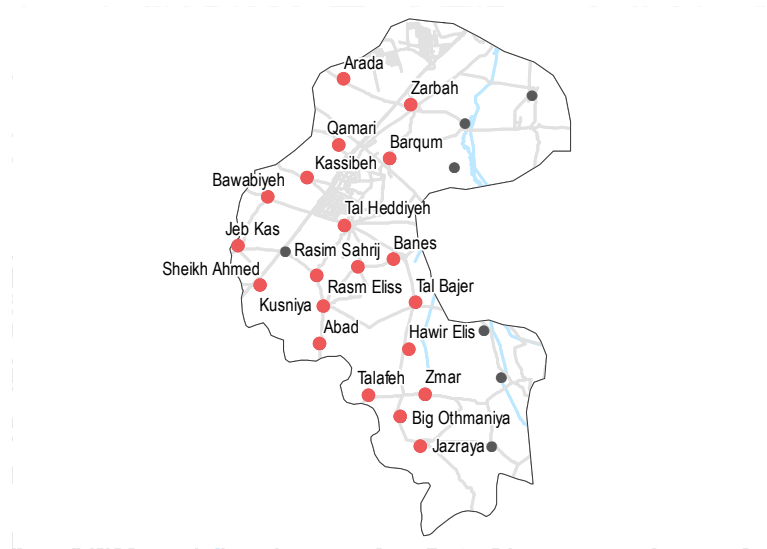 Arada
Zarbah
Qamari
Barqum
Kassibeh
Bawabiyeh
Tal Heddiyeh
Jeb Kas
Banes
Rasim Sahrij
Sheikh Ahmed
Rasm Eliss
Tal Bajer
Kusniya
Abad
Hawir Elis
Talafeh
Zmar
Big Othmaniya
Jazraya